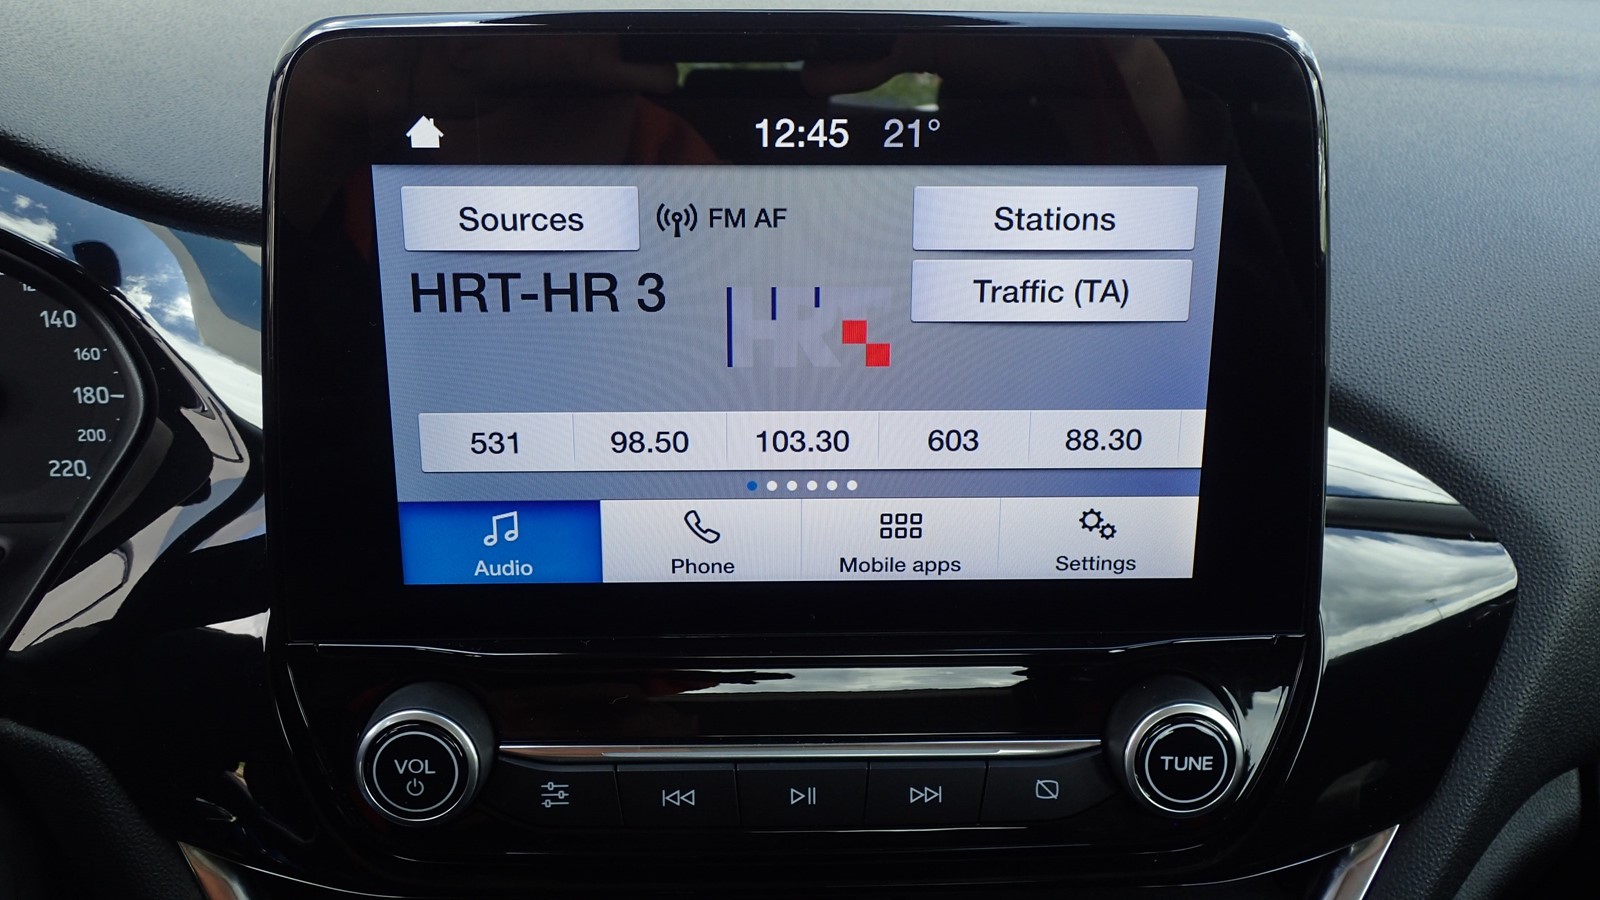 12:45 21°
Sources FM AF Stations
HRT-HR 3
HRT
Traffic (TA)
531 98.50 103.30 603 88.30
Audio Phone Mobile apps Settings
140
160
180
200
220
VOL
TUNE